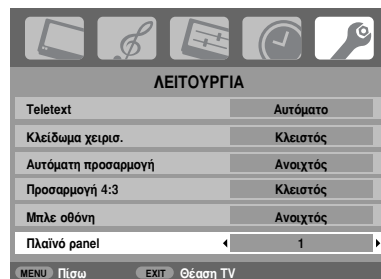 ΛΕΙΤΟΥΡΓΙΑ
Teletext Αυτόματο
Κλείδωμα χειρισ. Κλειστός
Αυτόματη προσαρμογή Ανοιχτός
Προσαρμογή 4:3 Κλειστός
Μπλε οθόνη Ανοιχτός
Πλαϊνό panel 1
MENU Πίσω EXIT Θέαση TV